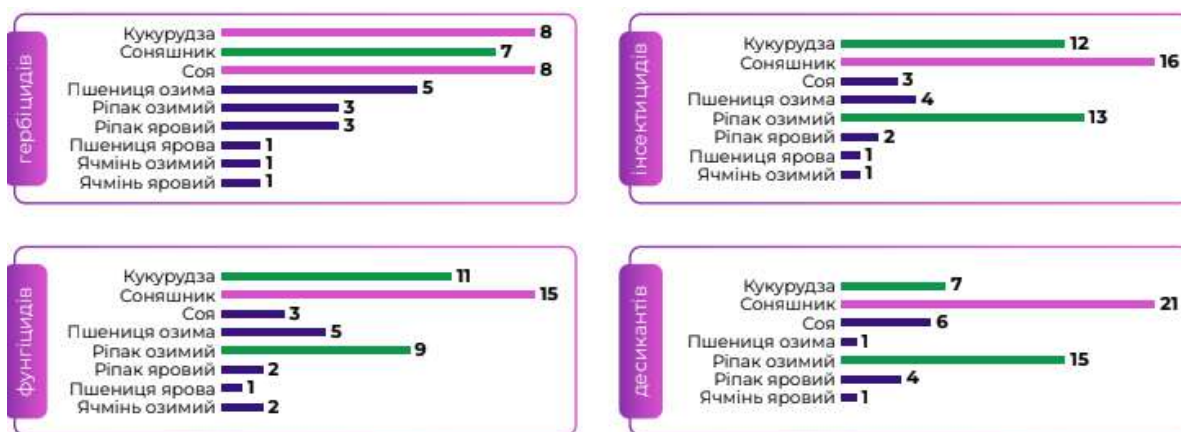 гербіцидів
Кукурудза 8
Соняшник 7
Соя 8
Пшениця озима 5
Ріпак озимий 3
Ріпак яровий 3
Пшениця ярова 1
Ячмінь озимий 1
Ячмінь яровий 1
інсектицидів
Кукурудза 12
Соняшник 16
Соя 3
Пшениця озима 4
Ріпак озимий 13
Ріпак яровий 2
Пшениця ярова 1
Ячмінь озимий 1
фунгіцидів
Кукурудза 11
Соняшник 15
Соя 3
Пшениця озима 5
Ріпак озимий 9
Ріпак яровий 2
Пшениця ярова 1
Ячмінь озимий 2
десикантів
Кукурудза 7
Соняшник 21
Соя 6
Пшениця озима 1
Ріпак озимий 15
Ріпак яровий 4
Ячмінь яровий 1